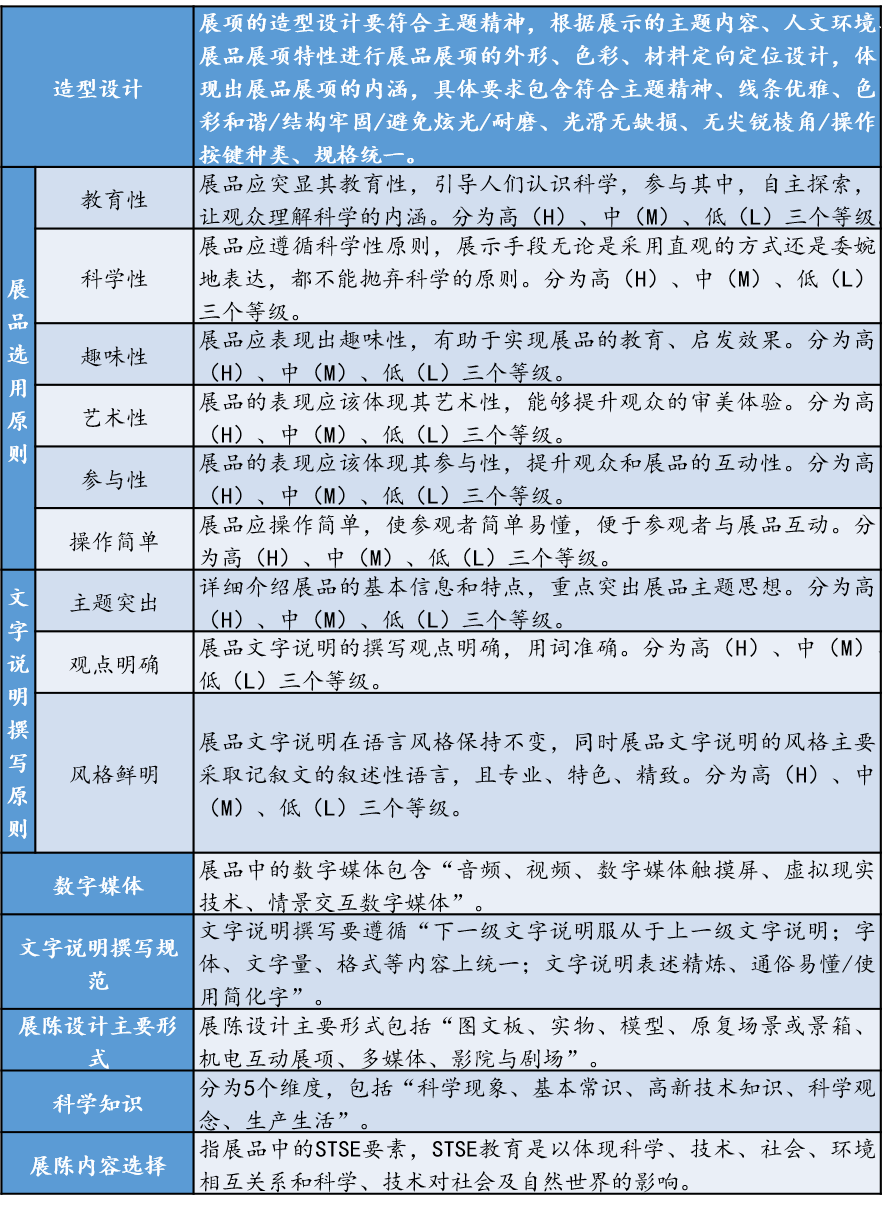 造型设计
展项的造型设计要符合主题精神，根据展示的主题内容、人文环境、
展品展项特性进行展品展项的外形、色彩、材料定向定位设计，体
现出展品展项的内涵，具体要求包含符合主题精神、线条优雅、色
彩和谐/结构牢固/避免炫光/耐磨、光滑无缺损、无尖锐棱角/操作
按键种类、规格统一。
展品选用原则
教育性
展品应突显其教育性，引导人们认识科学，参与其中，自主探索，
让观众理解科学的内涵。分为高（H）、中（M）、低（L）三个等级。
科学性
展品应遵循科学性原则，展示手段无论是采用直观的方式还是委婉
地表达，都不能抛弃科学的原则。分为高（H）、中（M）、低（L）
三个等级。
趣味性
展品应表现出趣味性，有助于实现展品的教育、启发效果。分为高
（H）、中（M）、低（L）三个等级。
艺术性
展品的表现应该体现其艺术性，能够提升观众的审美体验。分为高
（H）、中（M）、低（L）三个等级。
参与性
展品的表现应该体现其参与性，提升观众和展品的互动性。分为高
（H）、中（M）、低（L）三个等级。
操作简单
展品应操作简单，使参观者简单易懂，便于参观者与展品互动。分
为高（H）、中（M）、低（L）三个等级。
文字说明撰写原则
主题突出
详细介绍展品的基本信息和特点，重点突出展品主题思想。分为高
（H）、中（M）、低（L）三个等级。
观点明确
展品文字说明的撰写观点明确，用词准确。分为高（H）、中（M）、
低（L）三个等级。
风格鲜明
展品文字说明在语言风格保持不变，同时展品文字说明的风格主要
采取记叙文的叙述性语言，且专业、特色、精致。分为高（H）、中
（M）、低（L）三个等级。
数字媒体
展品中的数字媒体包含“音频、视频、数字媒体触摸屏、虚拟现实
技术、情景交互数字媒体”。
文字说明撰写规
范
文字说明撰写要遵循“下一级文字说明服从于上一级文字说明；字
体、文字量、格式等内容上统一；文字说明表述精炼、通俗易懂/使
用简化字”。
展陈设计主要形
式
展陈设计主要形式包括“图文板、实物、模型、原复场景或景箱、
机电互动展项、多媒体、影院与剧场”。
科学知识
分为5个维度，包括“科学现象、基本常识、高新技术知识、科学观
念、生产生活”。
展陈内容选择
指展品中的STSE要素，STSE教育是以体现科学、技术、社会、环境
相互关系和科学、技术对社会及自然世界的影响。